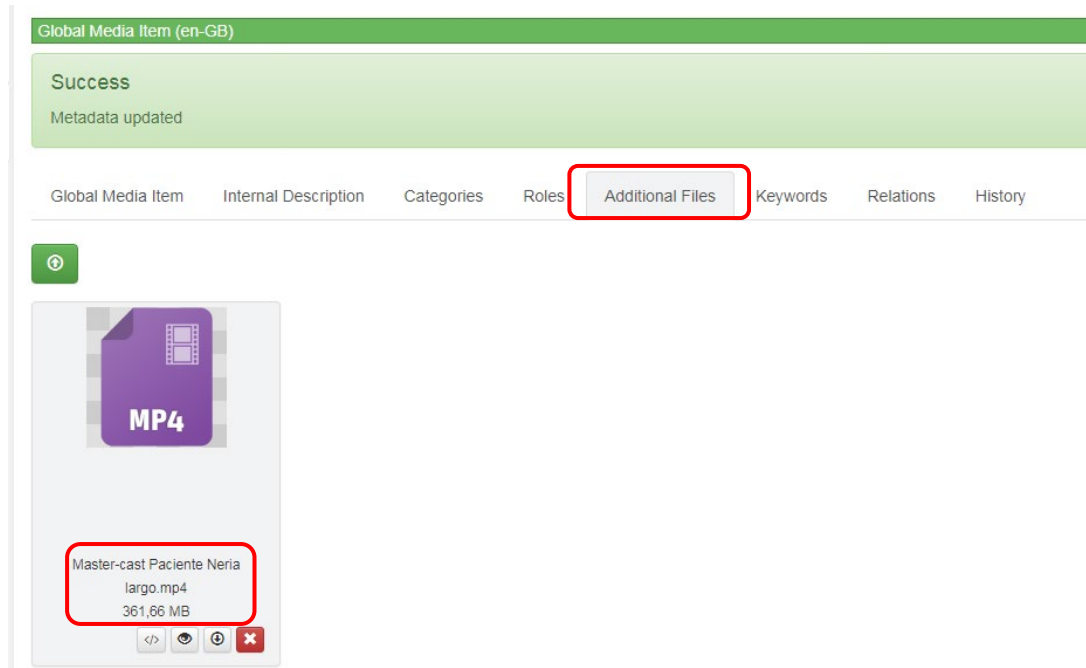 Global Media Item (en-GB)
Success
Metadata updated
Global Media Item Internal Description Categories Roles Additional Files Keywords Relations History
MP4
Master-cast Paciente Neria
largo.mp4
361,66 MB